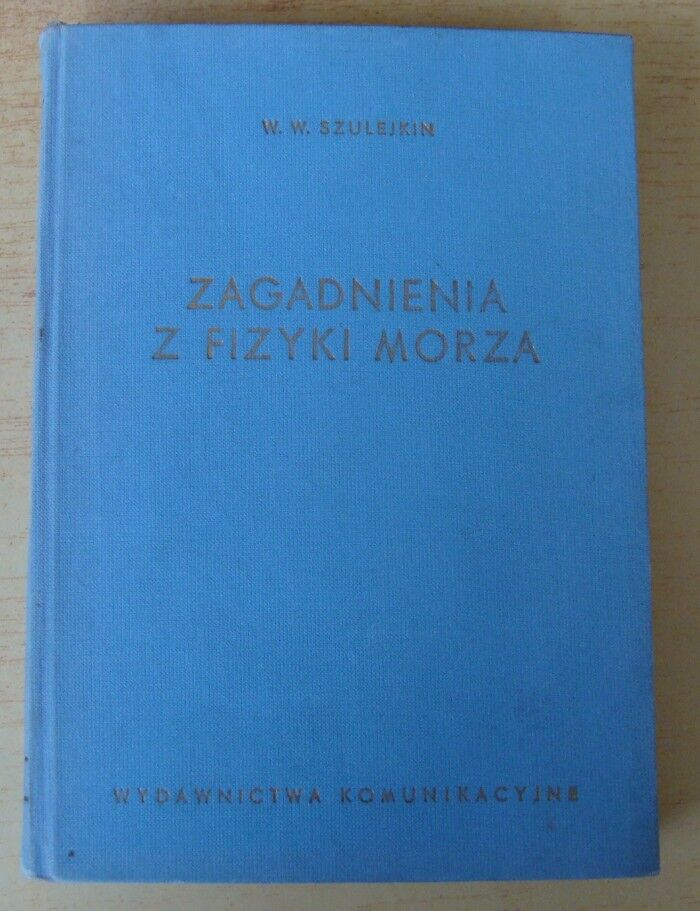 W. W. SZULEJKIN
ZAGADNIENIA
Z FIZYKI MORZA
WYDAWNICTWA KOMUNIKACYJNE